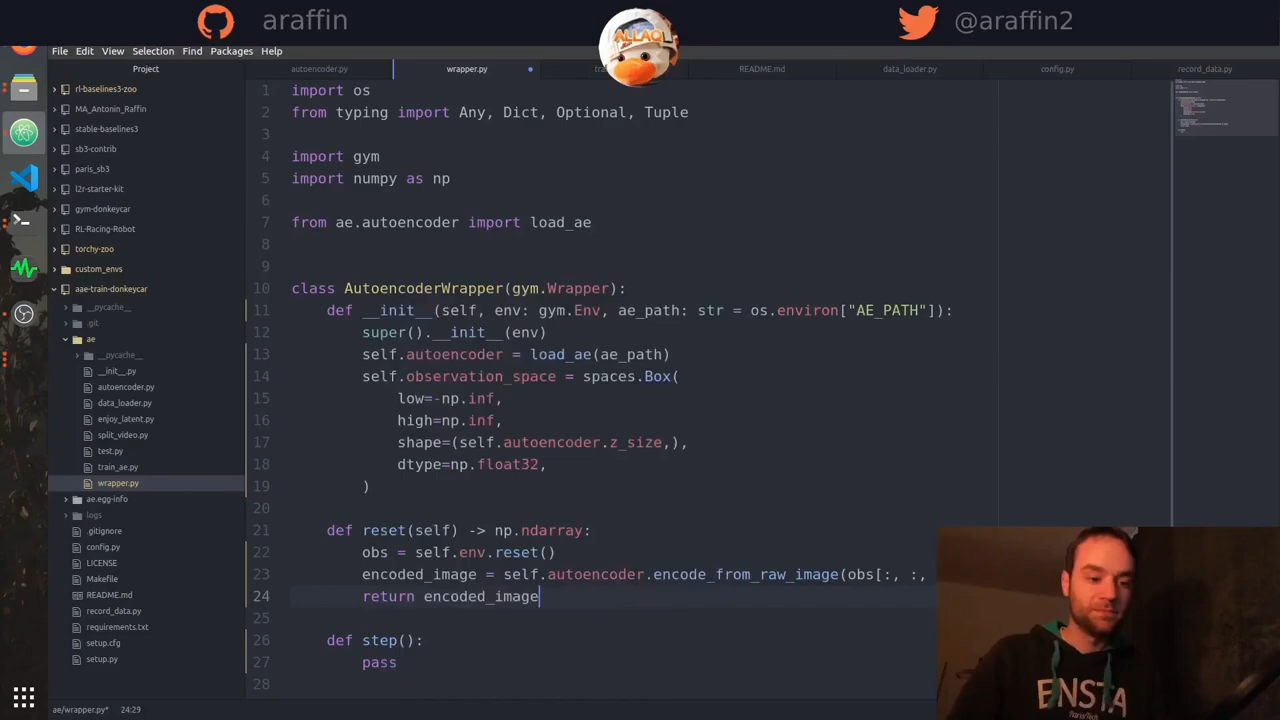 araffin
@araffin2
ALLAQL
File Edit View Selection Find Packages Help
Project
autoencoder.py
wrapper.py
README.md
data_loader.py
config.py
record_data.py
rl-baselines3-zoo
MA_Antonin_Raffin
stable-baselines3
sb3-contrib
paris_sb3
l2r-starter-kit
gym-donkeycar
RL-Racing-Robot
torchy-zoo
custom_envs
aae-train-donkeycar
__pycache__
.git
ae
__pycache__
__init__.py
autoencoder.py
data_loader.py
enjoy_latent.py
split_video.py
test.py
train_ae.py
wrapper.py
ae.egg-info
logs
.gitignore
config.py
LICENSE
Makefile
README.md
record_data.py
requirements.txt
setup.cfg
setup.py
1 import os
2 from typing import Any, Dict, Optional, Tuple
3
4 import gym
5 import numpy as np
6
7 from ae.autoencoder import load_ae
8
9
10 class AutoencoderWrapper(gym.Wrapper):
11 def __init__(self, env: gym.Env, ae_path: str = os.environ["AE_PATH"]):
12 super().__init__(env)
13 self.autoencoder = load_ae(ae_path)
14 self.observation_space = spaces.Box(
15 low=-np.inf,
16 high=np.inf,
17 shape=(self.autoencoder.z_size,),
18 dtype=np.float32,
19 )
20
21 def reset(self) -> np.ndarray:
22 obs = self.env.reset()
23 encoded_image = self.autoencoder.encode_from_raw_image(obs[:, :,
24 return encoded_image
25
26 def step():
27 pass
28
ae/wrapper.py* 24:29
ENSTA